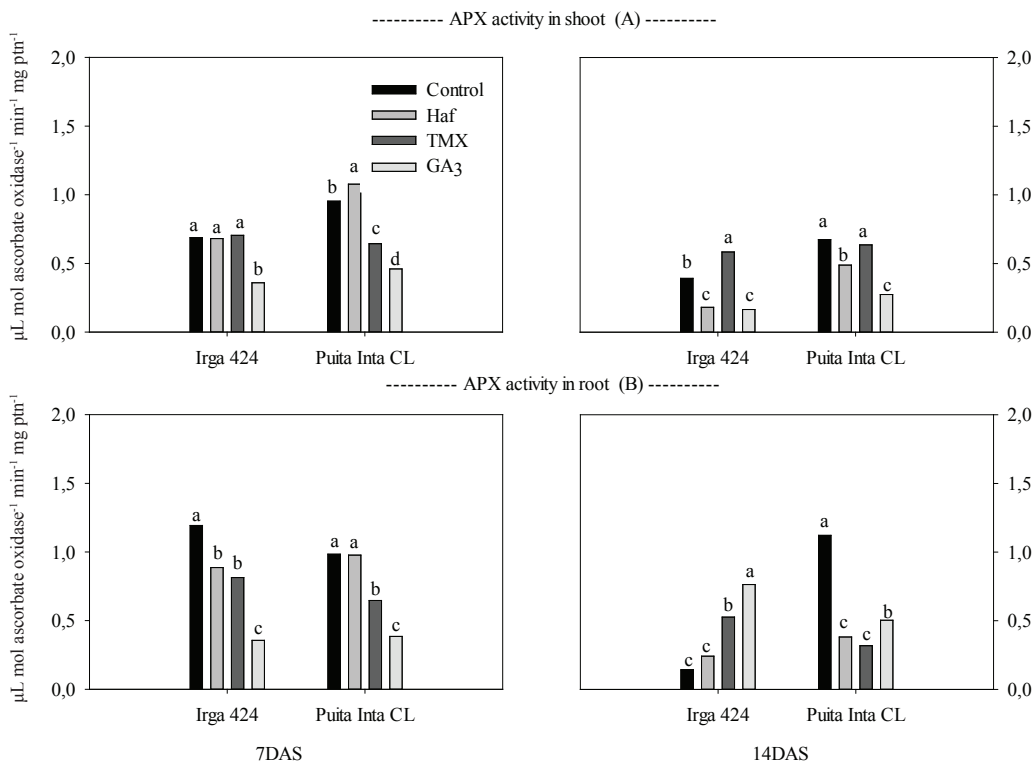 ---------- APX activity in shoot (A) ----------
µL mol ascorbate oxidase⁻¹ min⁻¹ mg ptn⁻¹
2,0
1,5
1,0
0,5
0,0
Control
Haf
TMX
GA3
a a a b
b a c d
Irga 424 Puita Inta CL
b c a c
a b a c
2,0
1,5
1,0
0,5
0,0
Irga 424 Puita Inta CL
---------- APX activity in root (B) ----------
µL mol ascorbate oxidase⁻¹ min⁻¹ mg ptn⁻¹
2,0
1,5
1,0
0,5
0,0
a b b c
a a b c
Irga 424 Puita Inta CL
7DAS
c c b a
a c c b
2,0
1,5
1,0
0,5
0,0
Irga 424 Puita Inta CL
14DAS